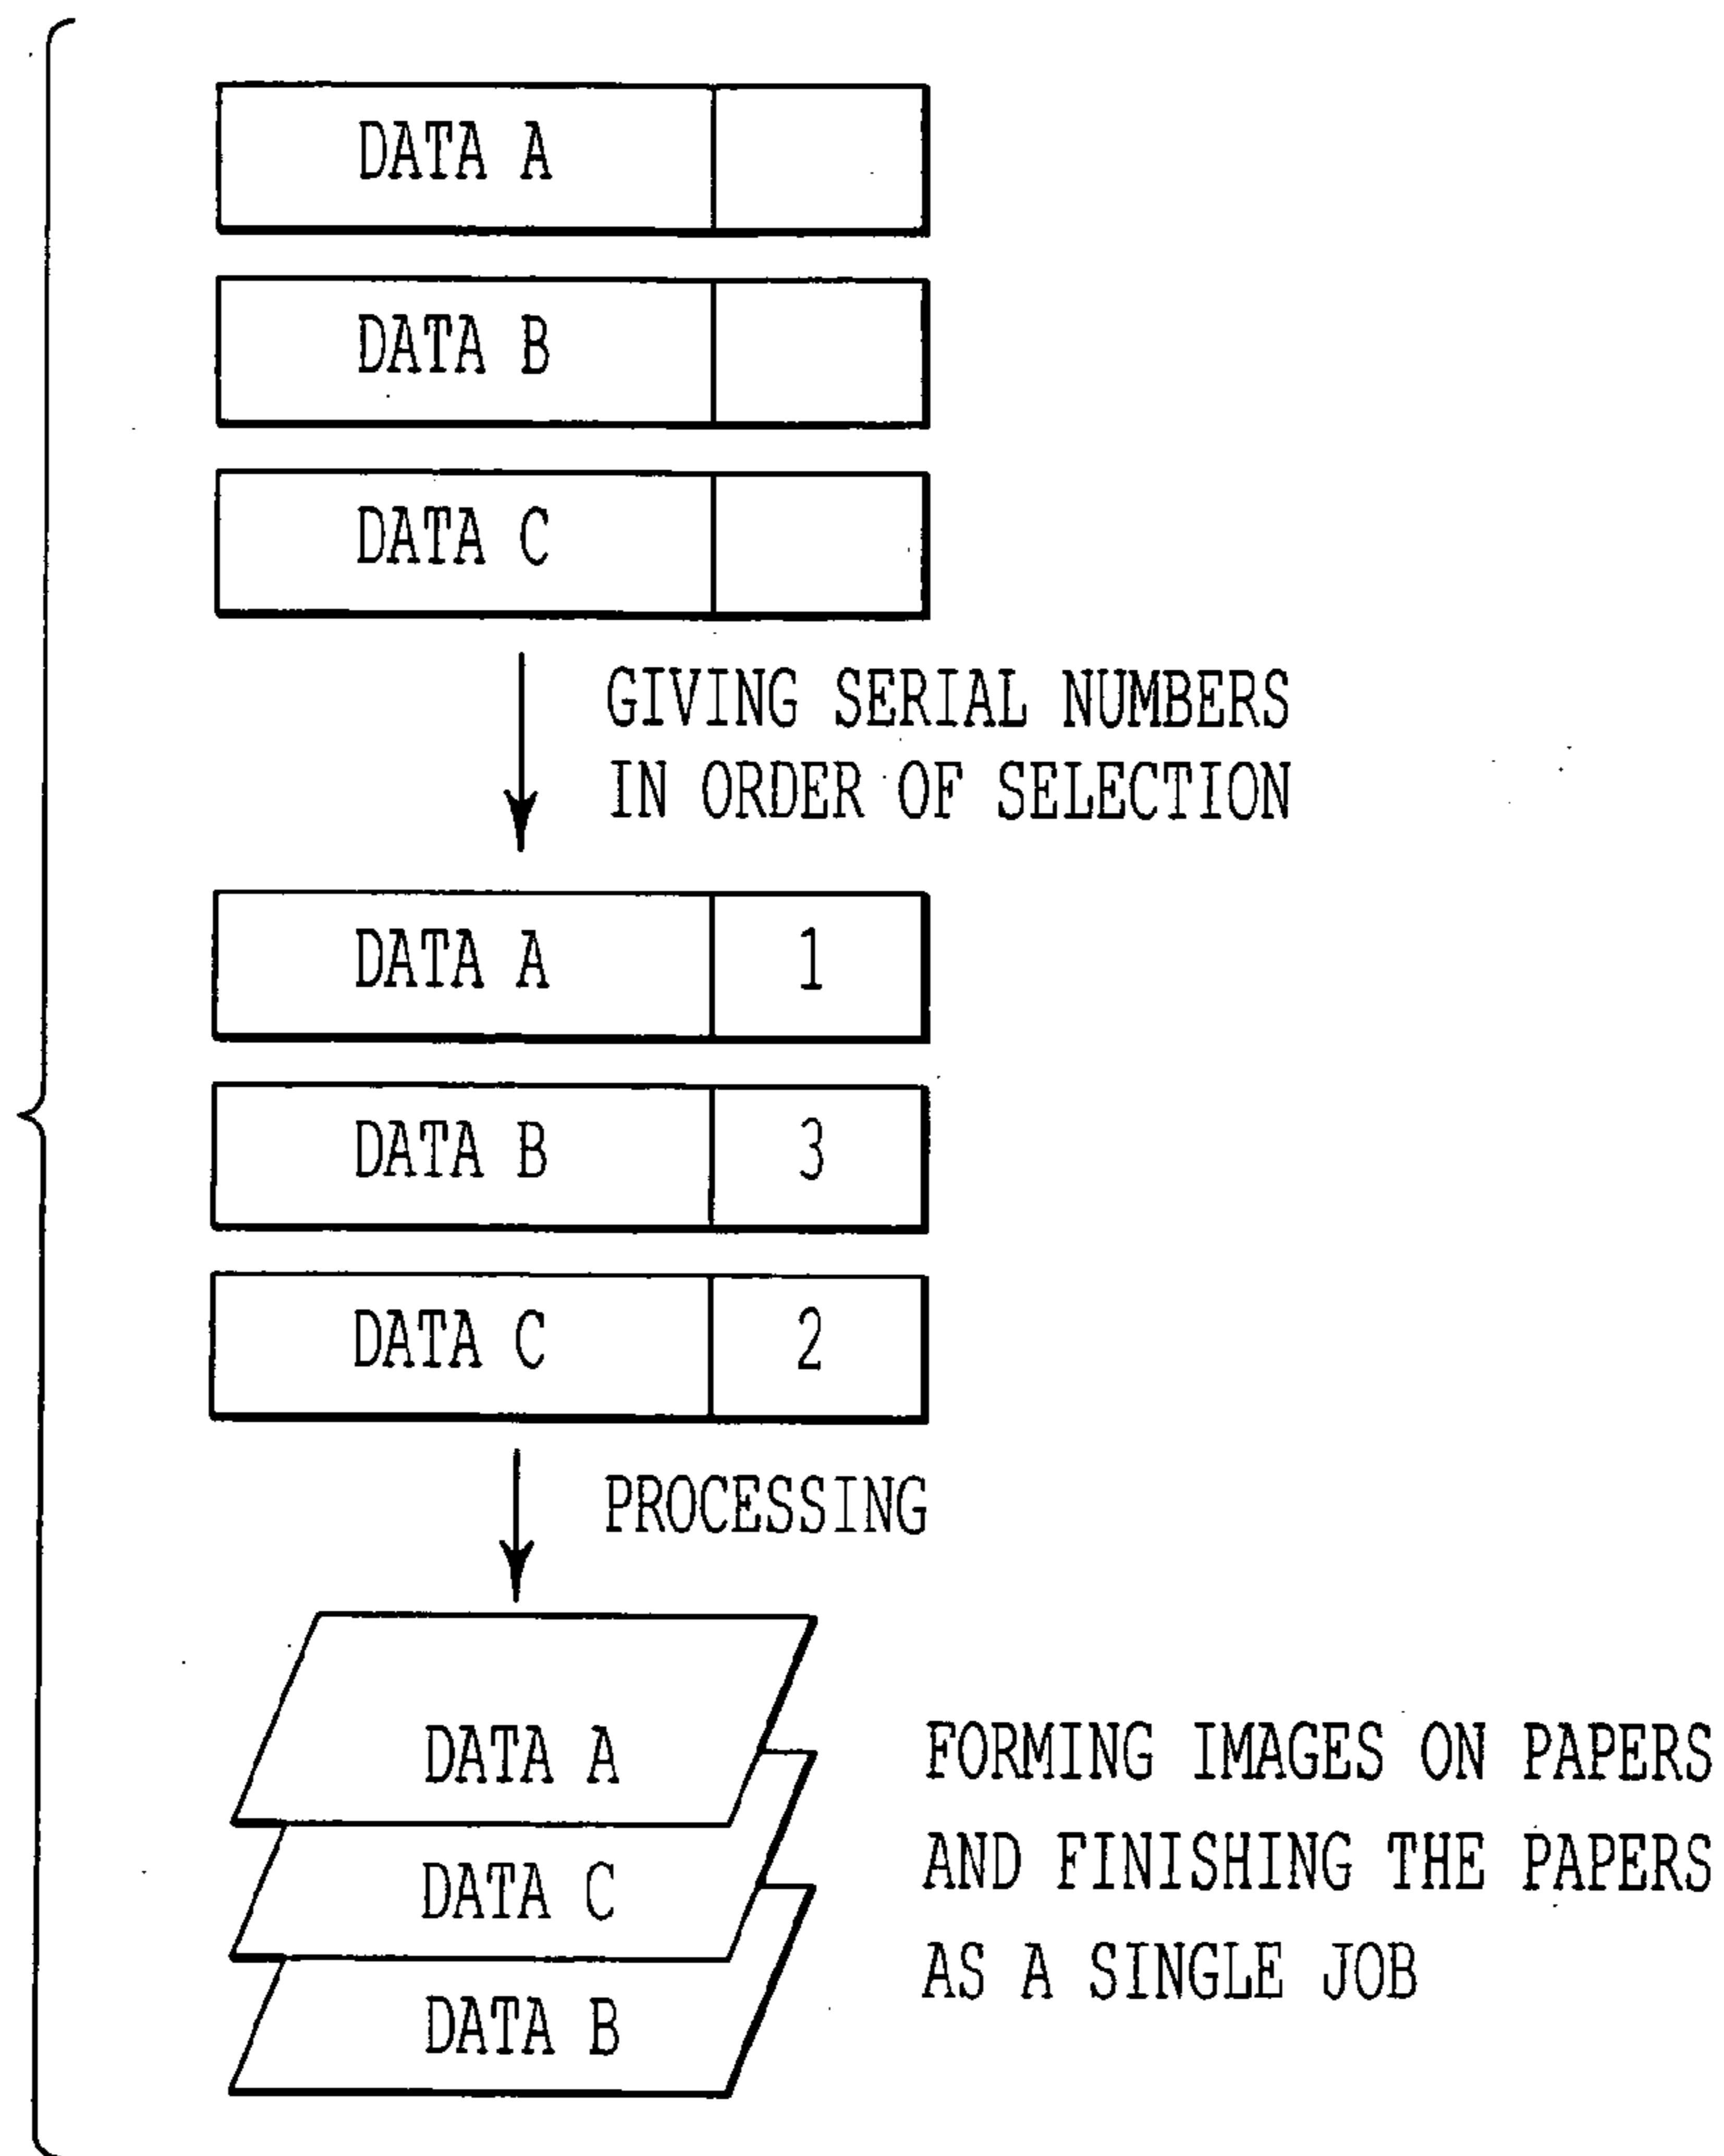 DATA A
DATA B
DATA C
GIVING SERIAL NUMBERS
IN ORDER OF SELECTION
DATA A 1
DATA B 3
DATA C 2
PROCESSING
DATA A
DATA C
DATA B
FORMING IMAGES ON PAPERS
AND FINISHING THE PAPERS
AS A SINGLE JOB